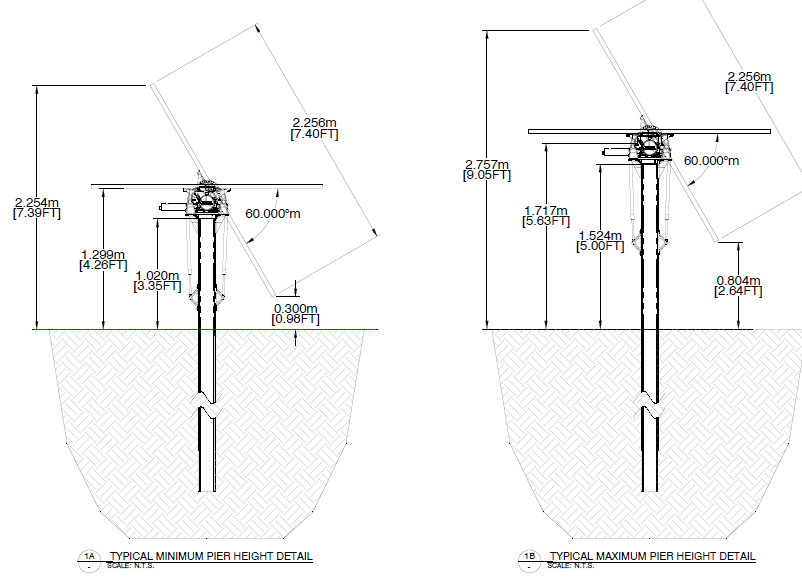 2.256m
[7.40FT]
2.254m
[7.39FT]
1.299m
[4.26FT]
1.020m
[3.35FT]
60.000°m
0.300m
[0.98FT]
1A
-
TYPICAL MINIMUM PIER HEIGHT DETAIL
SCALE: N.T.S.
2.256m
[7.40FT]
2.757m
[9.05FT]
60.000°m
1.717m
[5.63FT]
1.524m
[5.00FT]
0.804m
[2.64FT]
1B
-
TYPICAL MAXIMUM PIER HEIGHT DETAIL
SCALE: N.T.S.